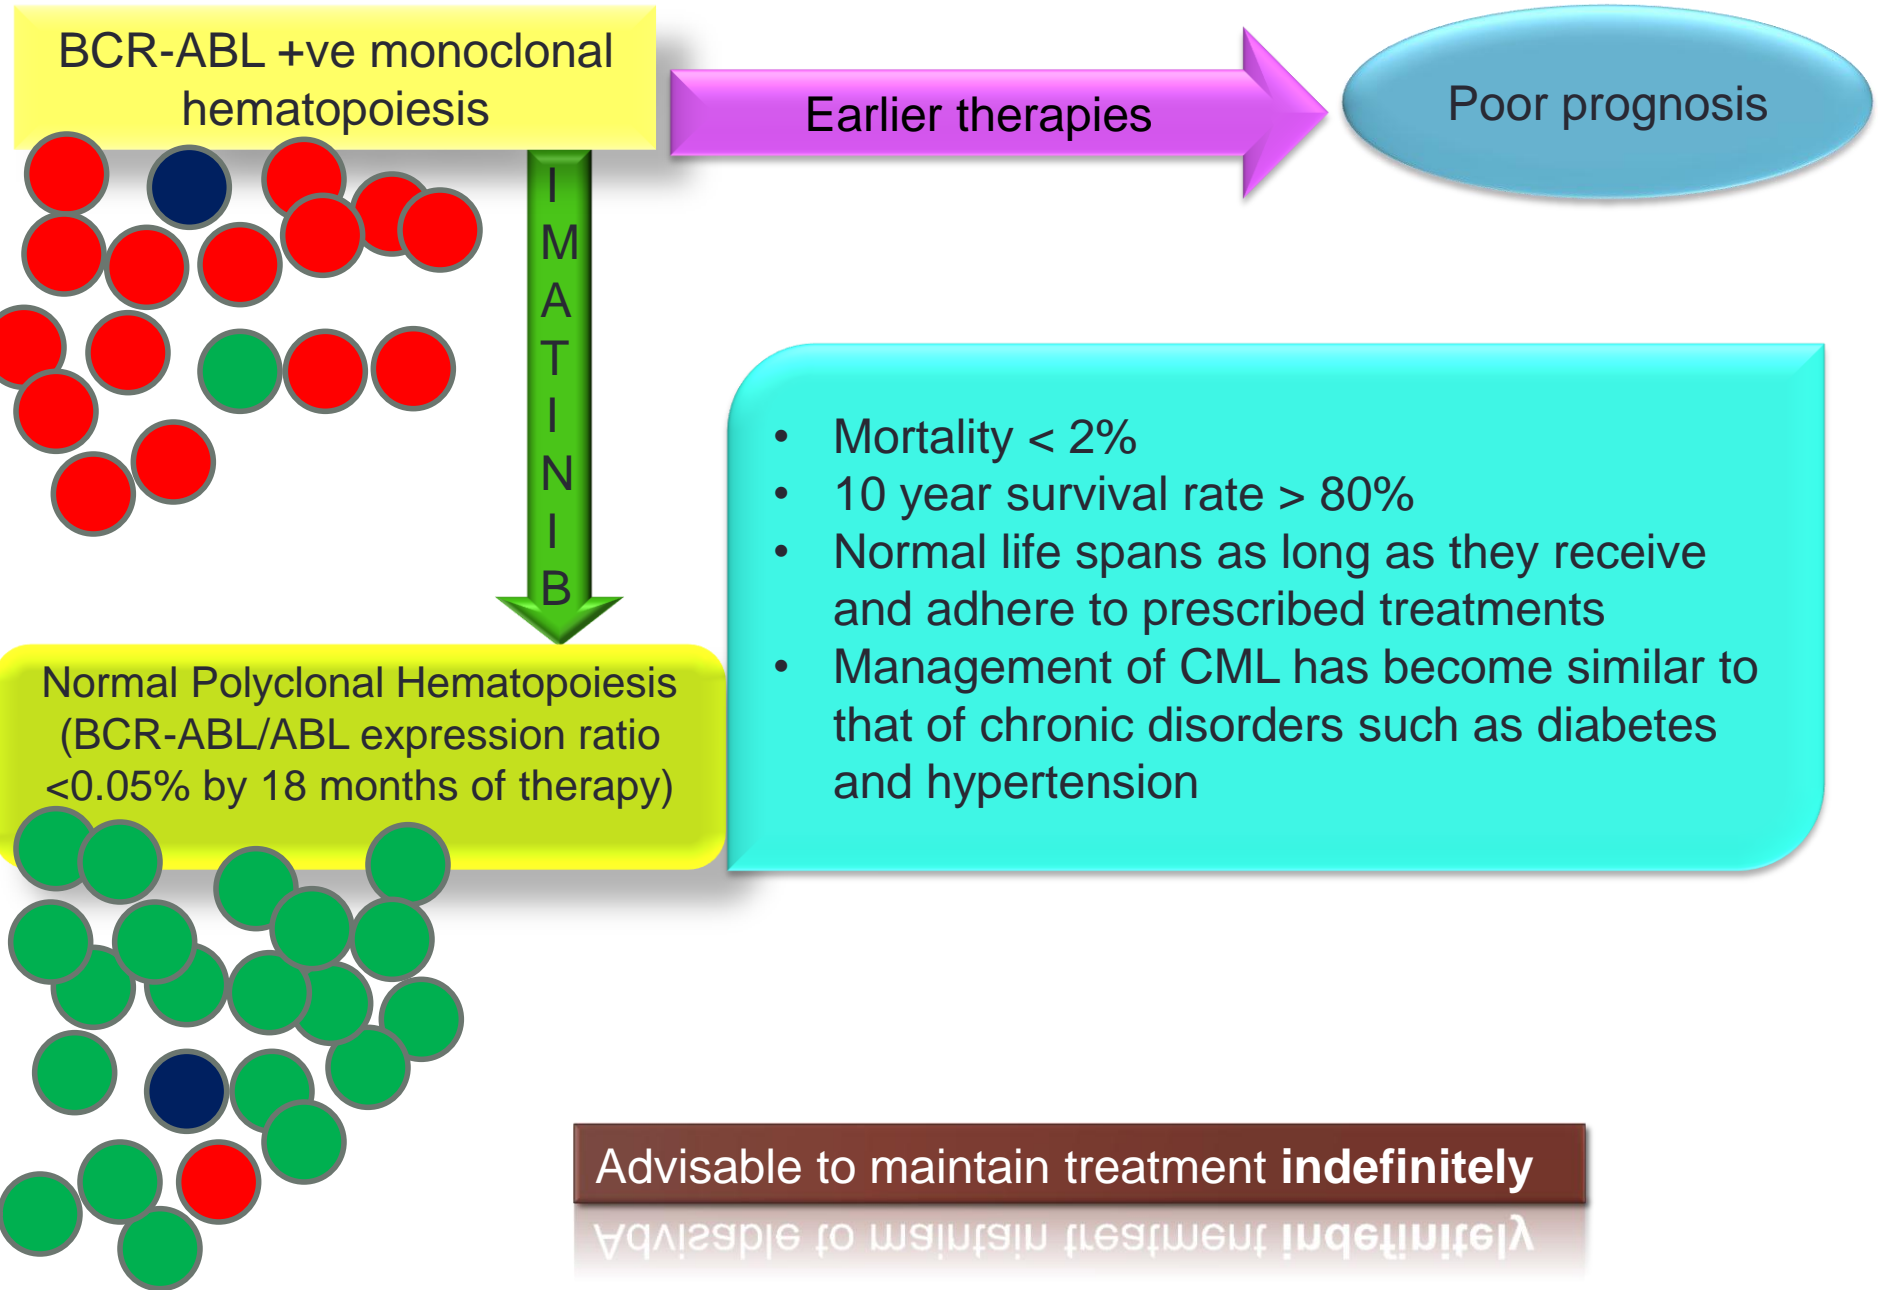 BCR-ABL +ve monoclonal
hematopoiesis
Earlier therapies
Poor prognosis
I
M
A
T
I
N
I
B
• Mortality < 2%
• 10 year survival rate > 80%
• Normal life spans as long as they receive
and adhere to prescribed treatments
• Management of CML has become similar to
that of chronic disorders such as diabetes
and hypertension
Normal Polyclonal Hematopoiesis
(BCR-ABL/ABL expression ratio
<0.05% by 18 months of therapy)
Advisable to maintain treatment indefinitely